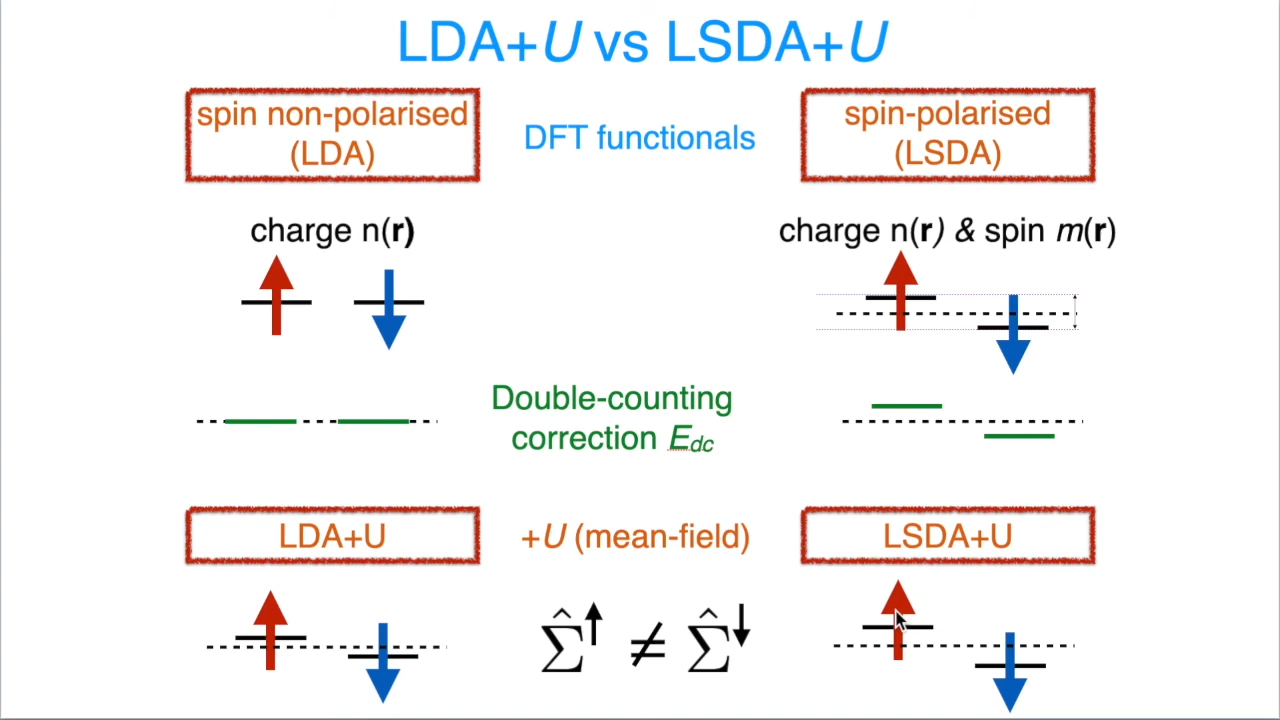 LDA+U vs LSDA+U
spin non-polarised
(LDA)
DFT functionals
spin-polarised
(LSDA)
charge n(r)
charge n(r) & spin m(r)
Double-counting
correction Edc
LDA+U
+U (mean-field)
LSDA+U
Σ̂↑ ≠ Σ̂↓